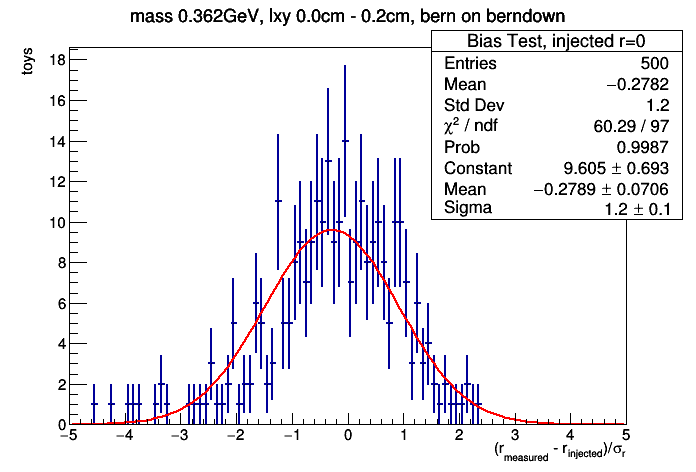 mass 0.362GeV, lxy 0.0cm - 0.2cm, bern on berndown
Bias Test, injected r=0
Entries 500
Mean −0.2782
Std Dev 1.2
χ² / ndf 60.29 / 97
Prob 0.9987
Constant 9.605 ± 0.693
Mean −0.2789 ± 0.0706
Sigma 1.2 ± 0.1
toys
18
16
14
12
10
8
6
4
2
0
−5 −4 −3 −2 −1 0 1 2 3 4 5
(r_measured - r_injected)/σ_r